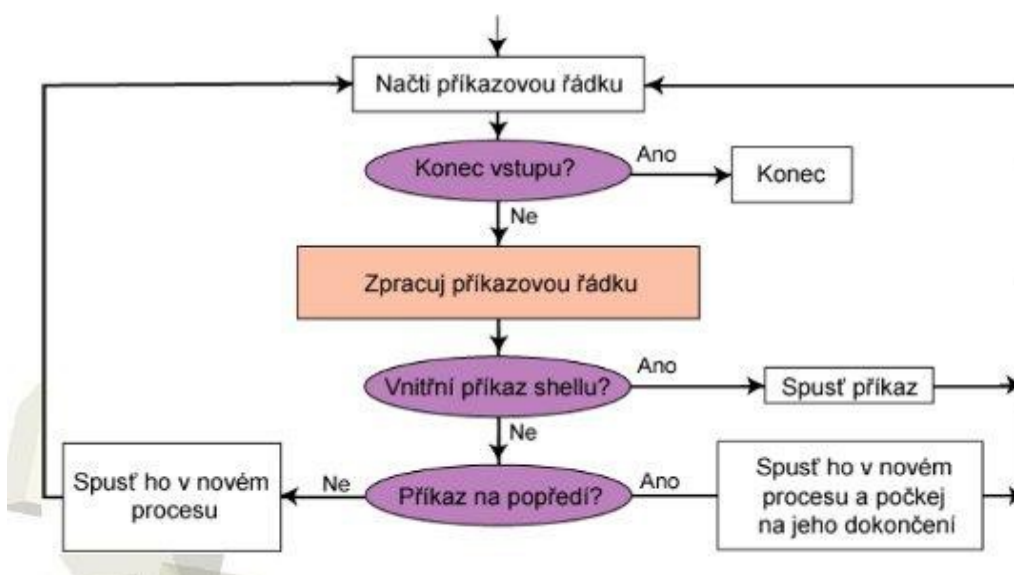 Načti příkazovou řádku
Konec vstupu?
Ano
Konec
Ne
Zpracuj příkazovou řádku
Vnitřní příkaz shellu?
Ano
Spusť příkaz
Ne
Spusť ho v novém
procesu
Ne
Příkaz na popředí?
Ano
Spusť ho v novém
procesu a počkej
na jeho dokončení